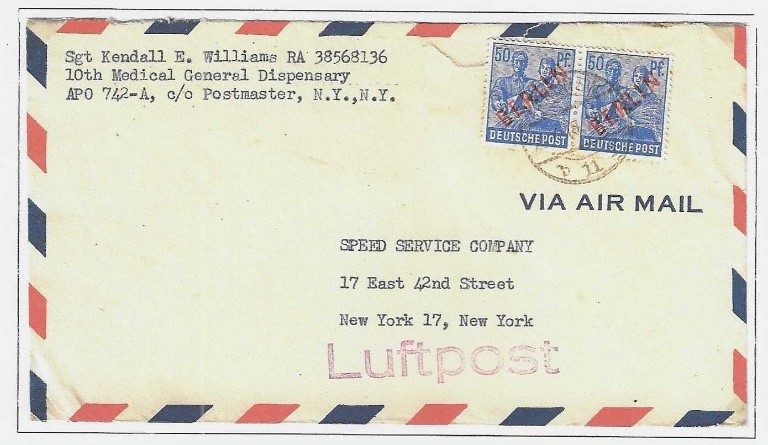 Sgt Kendall E. Williams RA 38568136
10th Medical General Dispensary
APO 742-A, c/o Postmaster, N.Y.,N.Y.
50 Pf.
BERLIN
DEUTSCHE POST
50 Pf.
BERLIN
DEUTSCHE POST
b 11
VIA AIR MAIL
SPEED SERVICE COMPANY
17 East 42nd Street
New York 17, New York
Luftpost